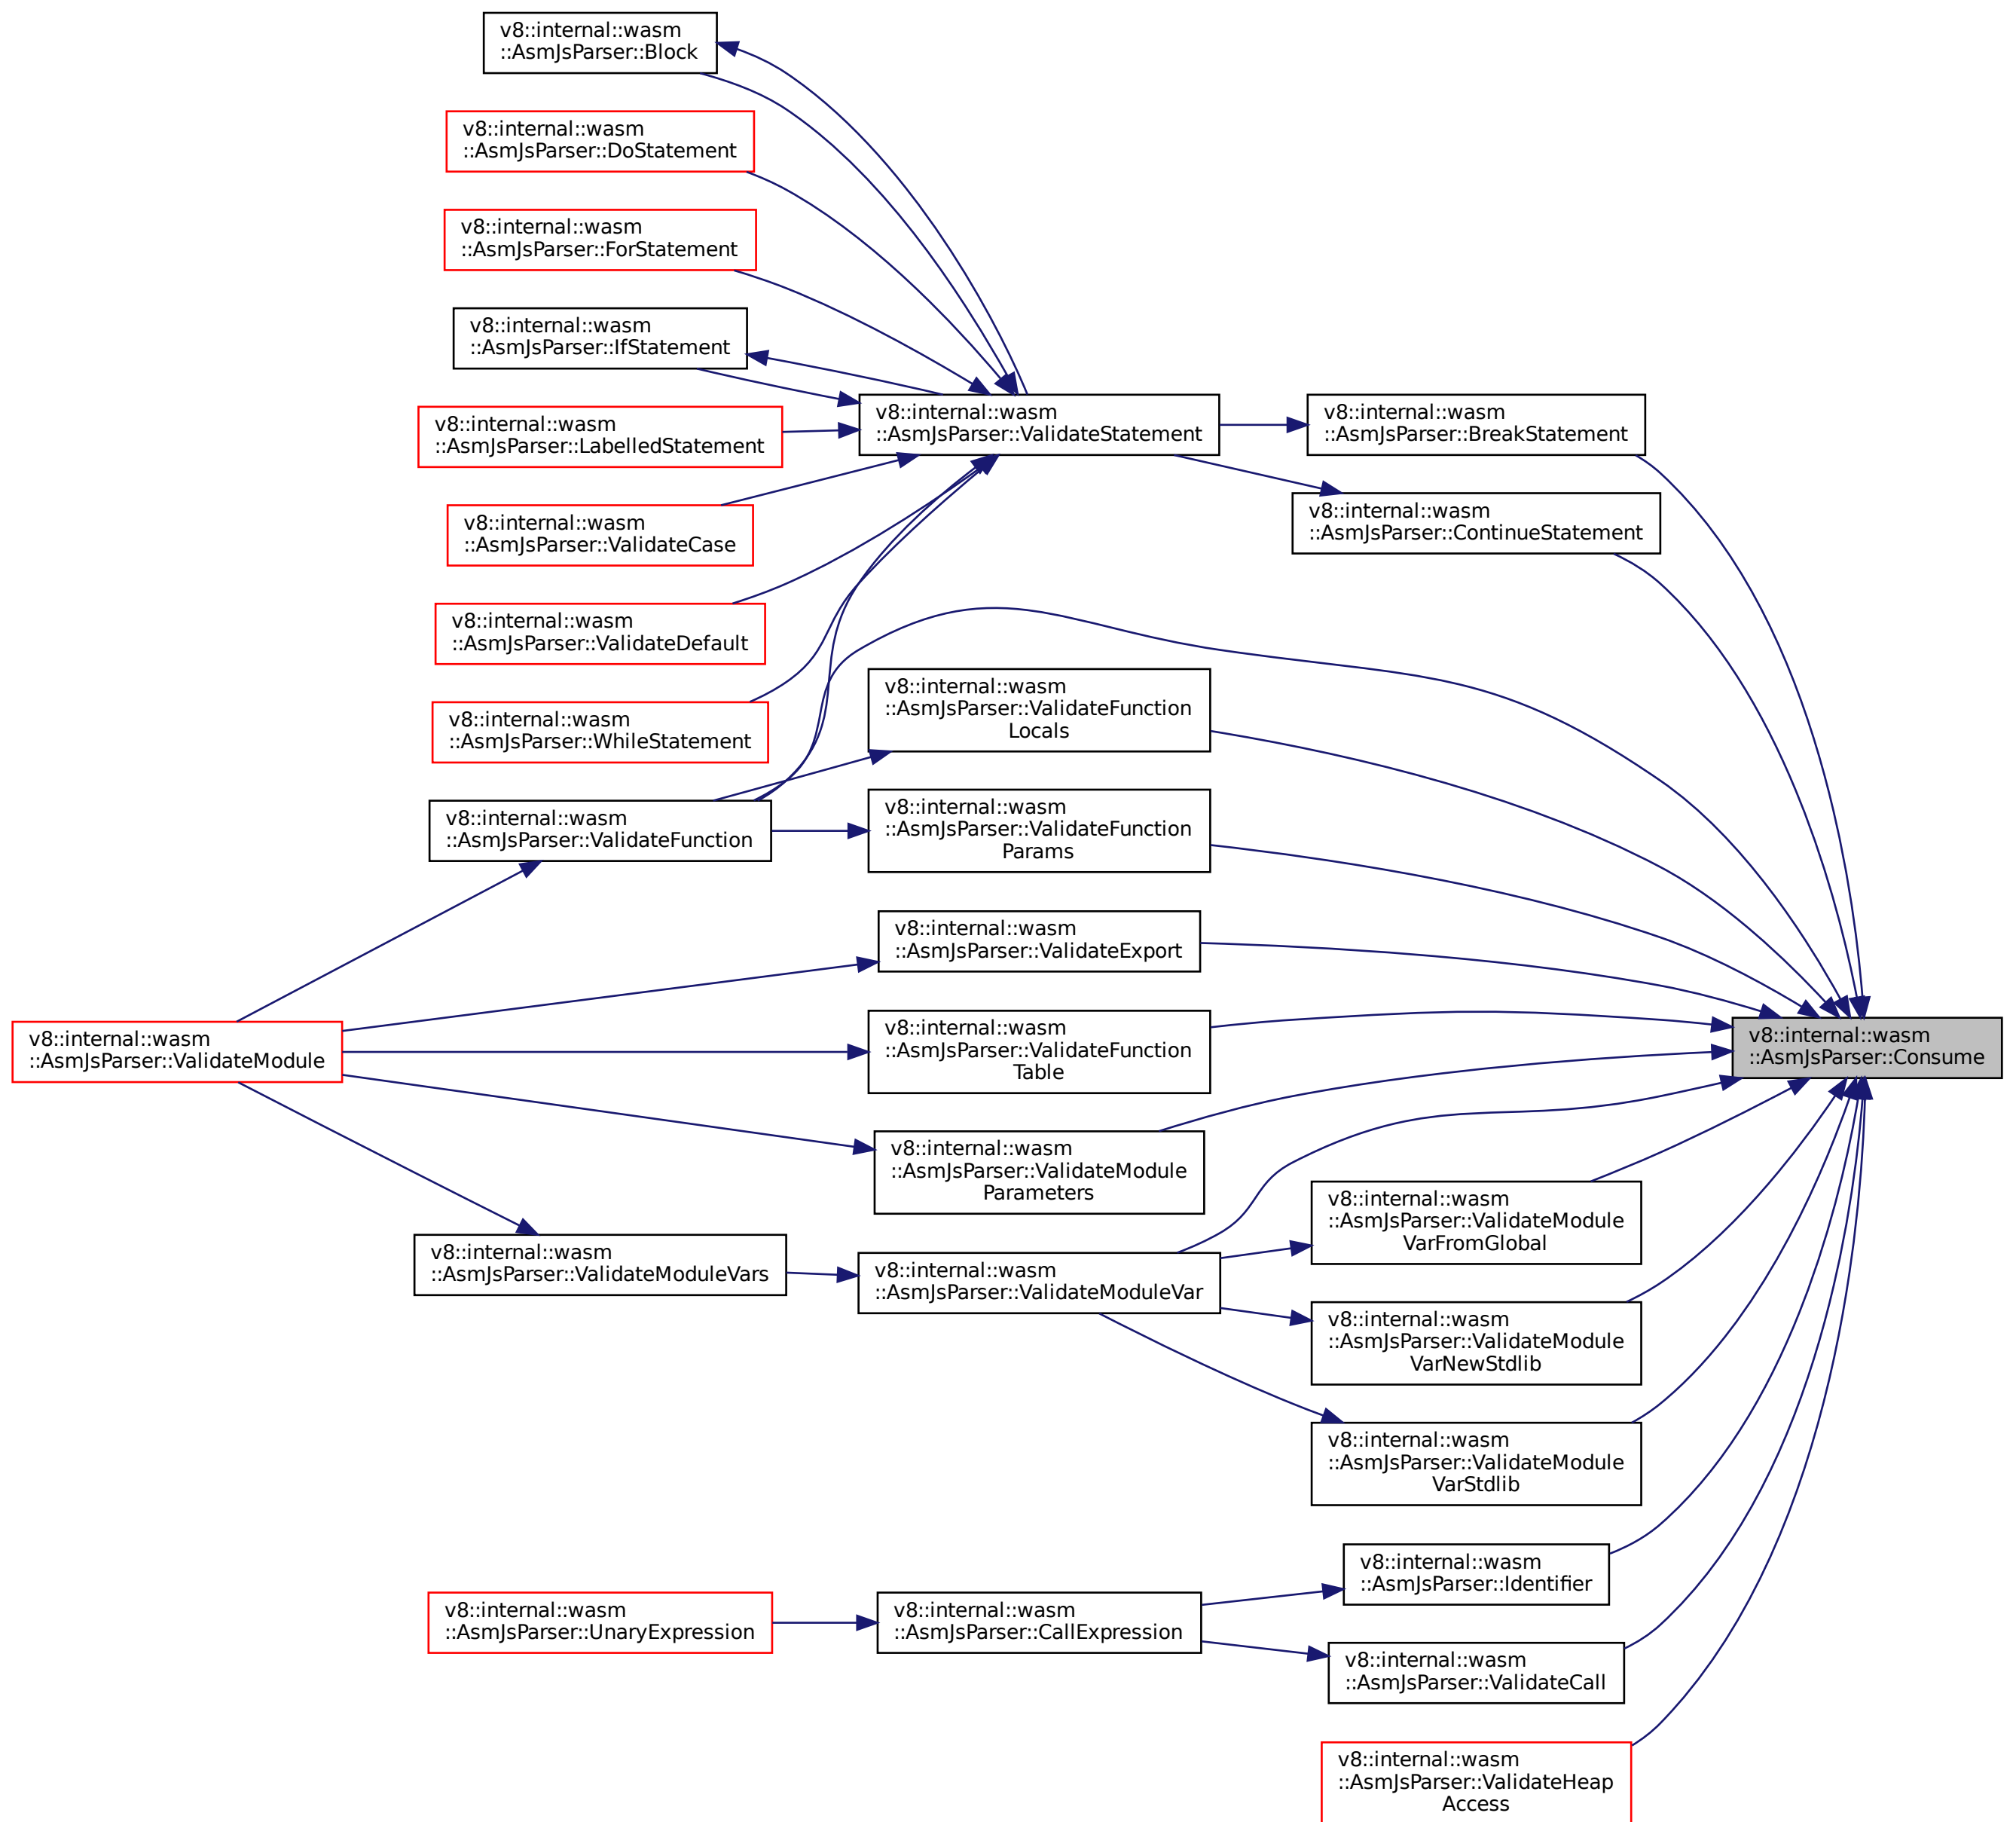 v8::internal::wasm
::AsmJsParser::Block
v8::internal::wasm
::AsmJsParser::DoStatement
v8::internal::wasm
::AsmJsParser::ForStatement
v8::internal::wasm
::AsmJsParser::IfStatement
v8::internal::wasm
::AsmJsParser::ValidateStatement
v8::internal::wasm
::AsmJsParser::BreakStatement
v8::internal::wasm
::AsmJsParser::LabelledStatement
v8::internal::wasm
::AsmJsParser::ContinueStatement
v8::internal::wasm
::AsmJsParser::ValidateCase
v8::internal::wasm
::AsmJsParser::ValidateDefault
v8::internal::wasm
::AsmJsParser::WhileStatement
v8::internal::wasm
::AsmJsParser::ValidateFunction
Locals
v8::internal::wasm
::AsmJsParser::ValidateFunction
v8::internal::wasm
::AsmJsParser::ValidateFunction
Params
v8::internal::wasm
::AsmJsParser::ValidateExport
v8::internal::wasm
::AsmJsParser::ValidateModule
v8::internal::wasm
::AsmJsParser::ValidateFunction
Table
v8::internal::wasm
::AsmJsParser::Consume
v8::internal::wasm
::AsmJsParser::ValidateModule
Parameters
v8::internal::wasm
::AsmJsParser::ValidateModule
VarFromGlobal
v8::internal::wasm
::AsmJsParser::ValidateModuleVars
v8::internal::wasm
::AsmJsParser::ValidateModuleVar
v8::internal::wasm
::AsmJsParser::ValidateModule
VarNewStdlib
v8::internal::wasm
::AsmJsParser::ValidateModule
VarStdlib
v8::internal::wasm
::AsmJsParser::Identifier
v8::internal::wasm
::AsmJsParser::UnaryExpression
v8::internal::wasm
::AsmJsParser::CallExpression
v8::internal::wasm
::AsmJsParser::ValidateCall
v8::internal::wasm
::AsmJsParser::ValidateHeap
Access